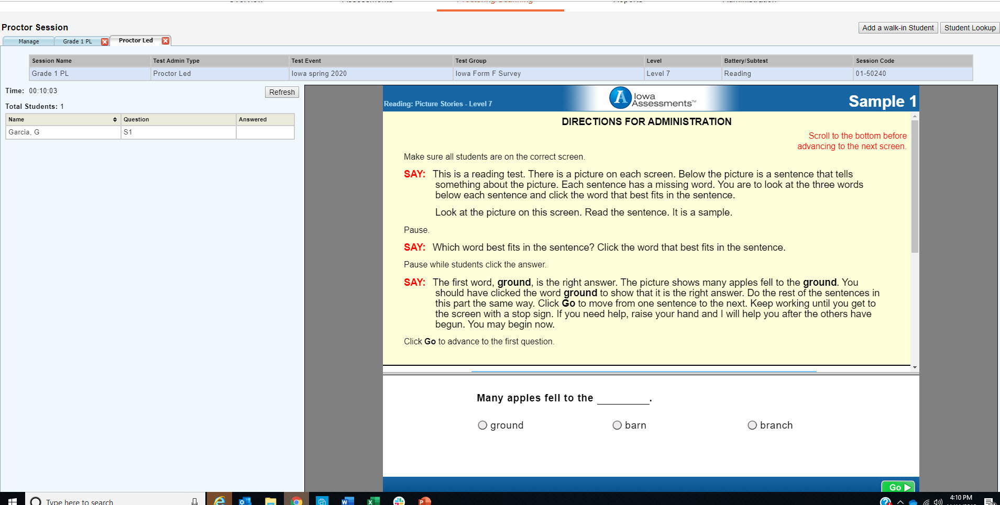 Proctor Session
Add a walk-in Student
Student Lookup
Manage
Grade 1 PL
Proctor Led
Session Name Test Admin Type Test Event Test Group Level Battery/Subtest Session Code
Grade 1 PL Proctor Led Iowa spring 2020 Iowa Form F Survey Level 7 Reading 01-50240
Time: 00:10:03
Refresh
Total Students: 1
Name Question Answered
Garcia, G S1
Reading: Picture Stories - Level 7
Iowa
Assessments™
Sample 1
DIRECTIONS FOR ADMINISTRATION
Scroll to the bottom before
advancing to the next screen.
Make sure all students are on the correct screen.
SAY: This is a reading test. There is a picture on each screen. Below the picture is a sentence that tells
something about the picture. Each sentence has a missing word. You are to look at the three words
below each sentence and click the word that best fits in the sentence.
Look at the picture on this screen. Read the sentence. It is a sample.
Pause.
SAY: Which word best fits in the sentence? Click the word that best fits in the sentence.
Pause while students click the answer.
SAY: The first word, ground, is the right answer. The picture shows many apples fell to the ground. You
should have clicked the word ground to show that it is the right answer. Do the rest of the sentences in
this part the same way. Click Go to move from one sentence to the next. Keep working until you get to
the screen with a stop sign. If you need help, raise your hand and I will help you after the others have
begun. You may begin now.
Click Go to advance to the first question.
Many apples fell to the _________.
ground
barn
branch
Go
Type here to search
4:10 PM